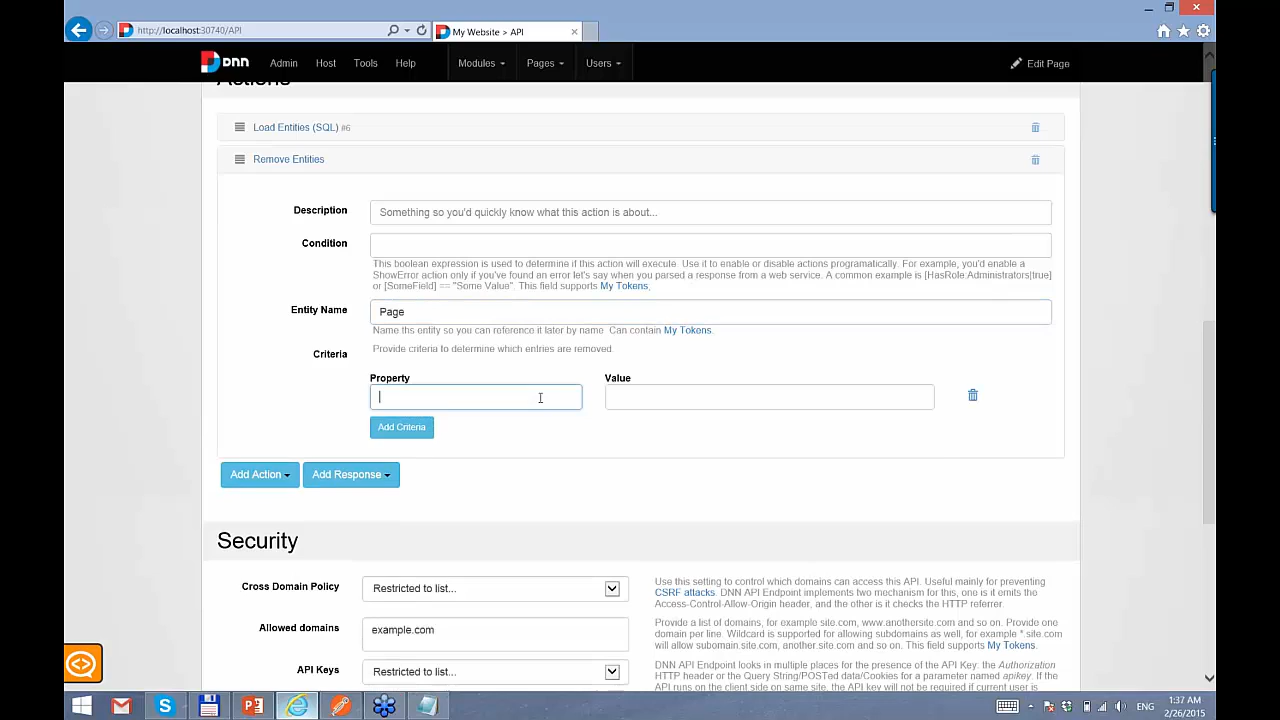 http://localhost:30740/API
My Website > API
DNN
Admin
Host
Tools
Help
Modules
Pages
Users
Edit Page
Actions
Load Entities (SQL) #6
Remove Entities
Description
Something so you'd quickly know what this action is about...
Condition
This boolean expression is used to determine if this action will execute. Use it to enable or disable actions programatically. For example, you'd enable a
ShowError action only if you've found an error let's say when you parsed a response from a web service. A common example is [HasRole:Administrators|true]
or [SomeField] == "Some Value". This field supports My Tokens,
Entity Name
Page
Name ths entity so you can reference it later by name. Can contain My Tokens.
Criteria
Provide criteria to determine which entries are removed.
Property
Value
Add Criteria
Add Action
Add Response
Security
Cross Domain Policy
Restricted to list...
Use this setting to control which domains can access this API. Useful mainly for preventing
CSRF attacks. DNN API Endpoint implements two mechanism for this, one is it emits the
Access-Control-Allow-Origin header, and the other is it checks the HTTP referrer.
Allowed domains
example.com
Provide a list of domains, for example site.com, www.anothersite.com and so on. Provide one
domain per line. Wildcard is supported for allowing subdomains as well, for example *.site.com
will allow subomain.site.com, another.site.com and so on. This field supports My Tokens.
API Keys
Restricted to list...
DNN API Endpoint looks in multiple places for the presence of the API Key: the Authorization
HTTP header or the Query String/POSTed data/Cookies for a parameter named apikey. If the
API runs on the client side on same site, the API key will not be required if current user is
ENG
1:37 AM
2/26/2015